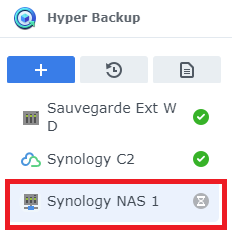 Hyper Backup
Sauvegarde Ext W
D
Synology C2
Synology NAS 1